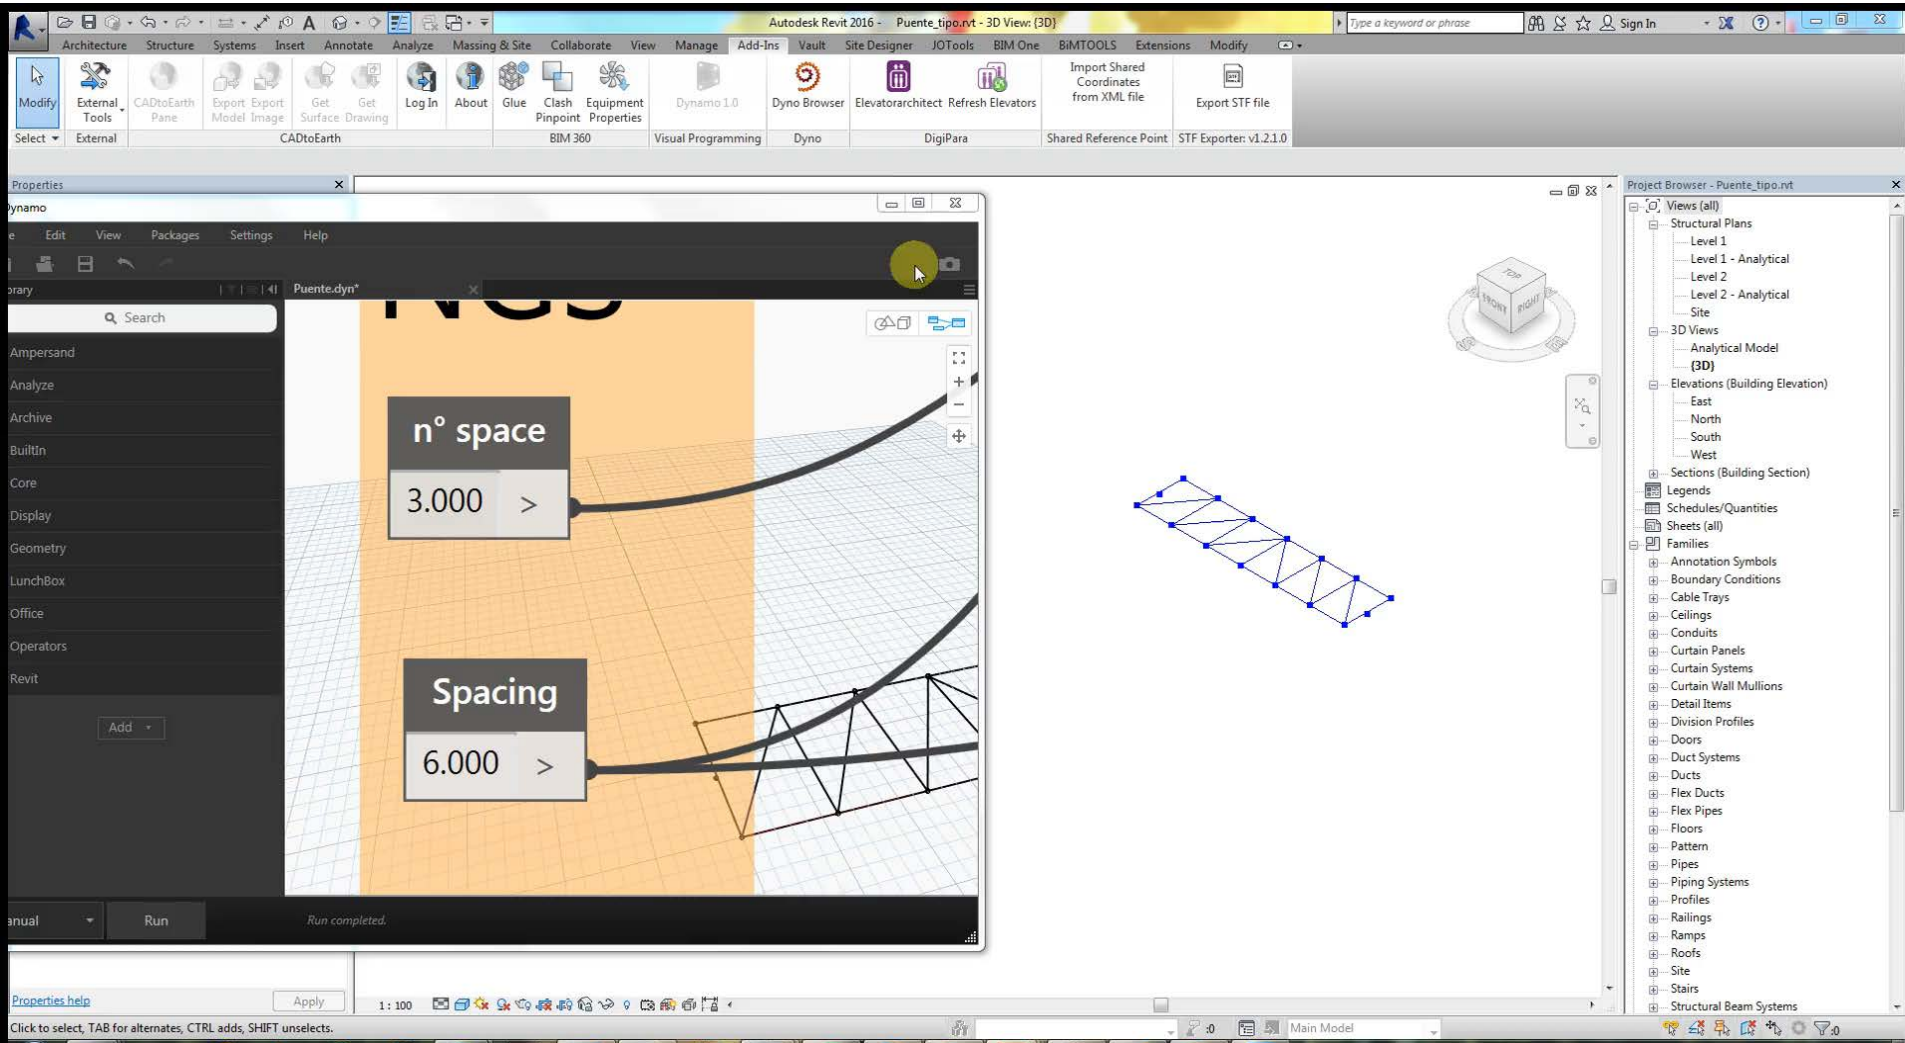 Autodesk Revit 2016 - Puente_tipo.rvt - 3D View: {3D}
Type a keyword or phrase
Sign In
Architecture Structure Systems Insert Annotate Analyze Massing & Site Collaborate View Manage Add-Ins Vault Site Designer JOTools BIM One BiMTOOLS Extensions Modify
Modify
External Tools
CADtoEarth Pane
Export Model
Export Image
Get Surface
Get Drawing
Log In
About
Glue
Clash Pinpoint
Equipment Properties
Dynamo 1.0
Dyno Browser
Elevatorarchitect
Refresh Elevators
Import Shared Coordinates from XML file
Export STF file
Select
External
CADtoEarth
BIM 360
Visual Programming
Dyno
DigiPara
Shared Reference Point
STF Exporter: v1.2.1.0
Properties
ynamo
e Edit View Packages Settings Help
brary
Puente.dyn*
Search
Ampersand
Analyze
Archive
BuiltIn
Core
Display
Geometry
LunchBox
Office
Operators
Revit
Add
NGS
n° space
3.000 >
Spacing
6.000 >
anual
Run
Run completed.
TOP
FRONT
RIGHT
Project Browser - Puente_tipo.rvt
Views (all)
Structural Plans
Level 1
Level 1 - Analytical
Level 2
Level 2 - Analytical
Site
3D Views
Analytical Model
{3D}
Elevations (Building Elevation)
East
North
South
West
Sections (Building Section)
Legends
Schedules/Quantities
Sheets (all)
Families
Annotation Symbols
Boundary Conditions
Cable Trays
Ceilings
Conduits
Curtain Panels
Curtain Systems
Curtain Wall Mullions
Detail Items
Division Profiles
Doors
Duct Systems
Ducts
Flex Ducts
Flex Pipes
Floors
Pattern
Pipes
Piping Systems
Profiles
Railings
Ramps
Roofs
Site
Stairs
Structural Beam Systems
Properties help
Apply
1 : 100
Click to select, TAB for alternates, CTRL adds, SHIFT unselects.
:0
Main Model
:0